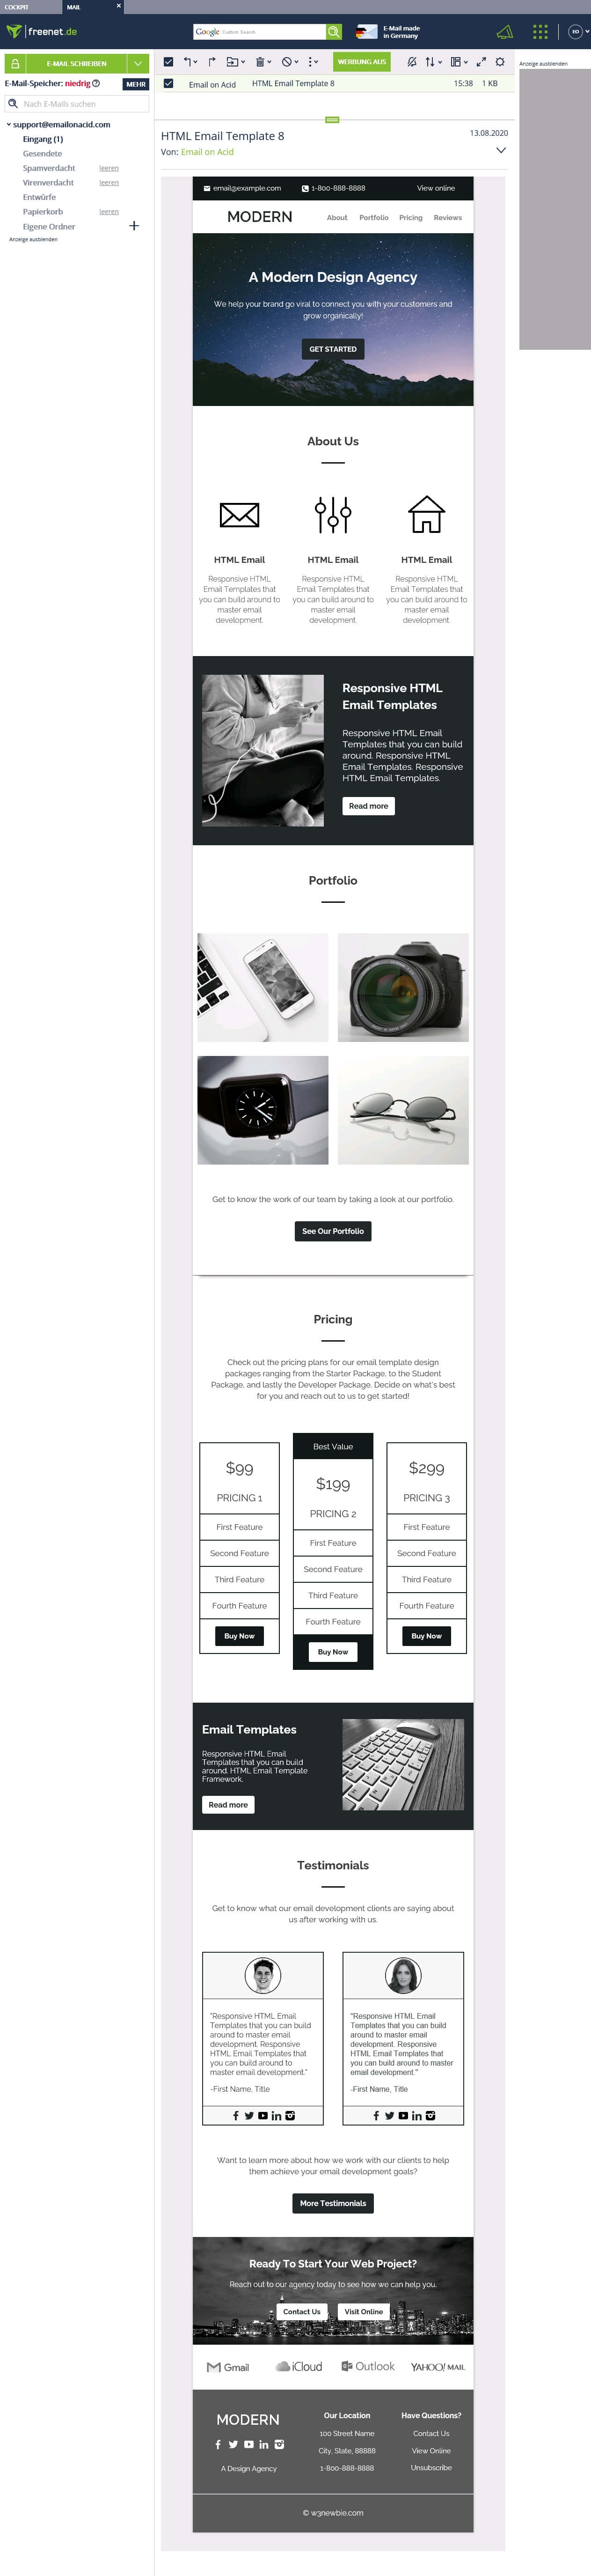 COCKPIT
MAIL
freenet.de
Google Custom Search
E-Mail made
in Germany
EO
E-MAIL SCHREIBEN
E-Mail-Speicher: niedrig
MEHR
Nach E-Mails suchen
support@emailonacid.com
Eingang (1)
Gesendete
Spamverdacht leeren
Virenverdacht leeren
Entwürfe
Papierkorb leeren
Eigene Ordner
Anzeige ausblenden
WERBUNG AUS
Email on Acid HTML Email Template 8 15:38 1 KB
Anzeige ausblenden
HTML Email Template 8 13.08.2020
Von: Email on Acid
email@example.com 1-800-888-8888 View online
MODERN About Portfolio Pricing Reviews
A Modern Design Agency
We help your brand go viral to connect you with your customers and
grow organically!
GET STARTED
About Us
HTML Email
Responsive HTML
Email Templates that
you can build around to
master email
development.
HTML Email
Responsive HTML
Email Templates that
you can build around to
master email
development.
HTML Email
Responsive HTML
Email Templates that
you can build around to
master email
development.
Responsive HTML
Email Templates
Responsive HTML Email
Templates that you can build
around. Responsive HTML
Email Templates. Responsive
HTML Email Templates.
Read more
Portfolio
Get to know the work of our team by taking a look at our portfolio.
See Our Portfolio
Pricing
Check out the pricing plans for our email template design
packages ranging from the Starter Package, to the Student
Package, and lastly the Developer Package. Decide on what's best
for you and reach out to us to get started!
$99
PRICING 1
First Feature
Second Feature
Third Feature
Fourth Feature
Buy Now
Best Value
$199
PRICING 2
First Feature
Second Feature
Third Feature
Fourth Feature
Buy Now
$299
PRICING 3
First Feature
Second Feature
Third Feature
Fourth Feature
Buy Now
Email Templates
Responsive HTML Email
Templates that you can build
around. HTML Email Template
Framework.
Read more
Testimonials
Get to know what our email development clients are saying about
us after working with us.
"Responsive HTML Email
Templates that you can build
around to master email
development. Responsive
HTML Email Templates that
you can build around to
master email development."
-First Name, Title
"Responsive HTML Email
Templates that you can build
around to master email
development. Responsive
HTML Email Templates that
you can build around to master
email development."
-First Name, Title
Want to learn more about how we work with our clients to help
them achieve your email development goals?
More Testimonials
Ready To Start Your Web Project?
Reach out to our agency today to see how we can help you.
Contact Us Visit Online
Gmail iCloud Outlook YAHOO! MAIL
MODERN
A Design Agency
Our Location
100 Street Name
City, State, 88888
1-800-888-8888
Have Questions?
Contact Us
View Online
Unsubscribe
© w3newbie.com